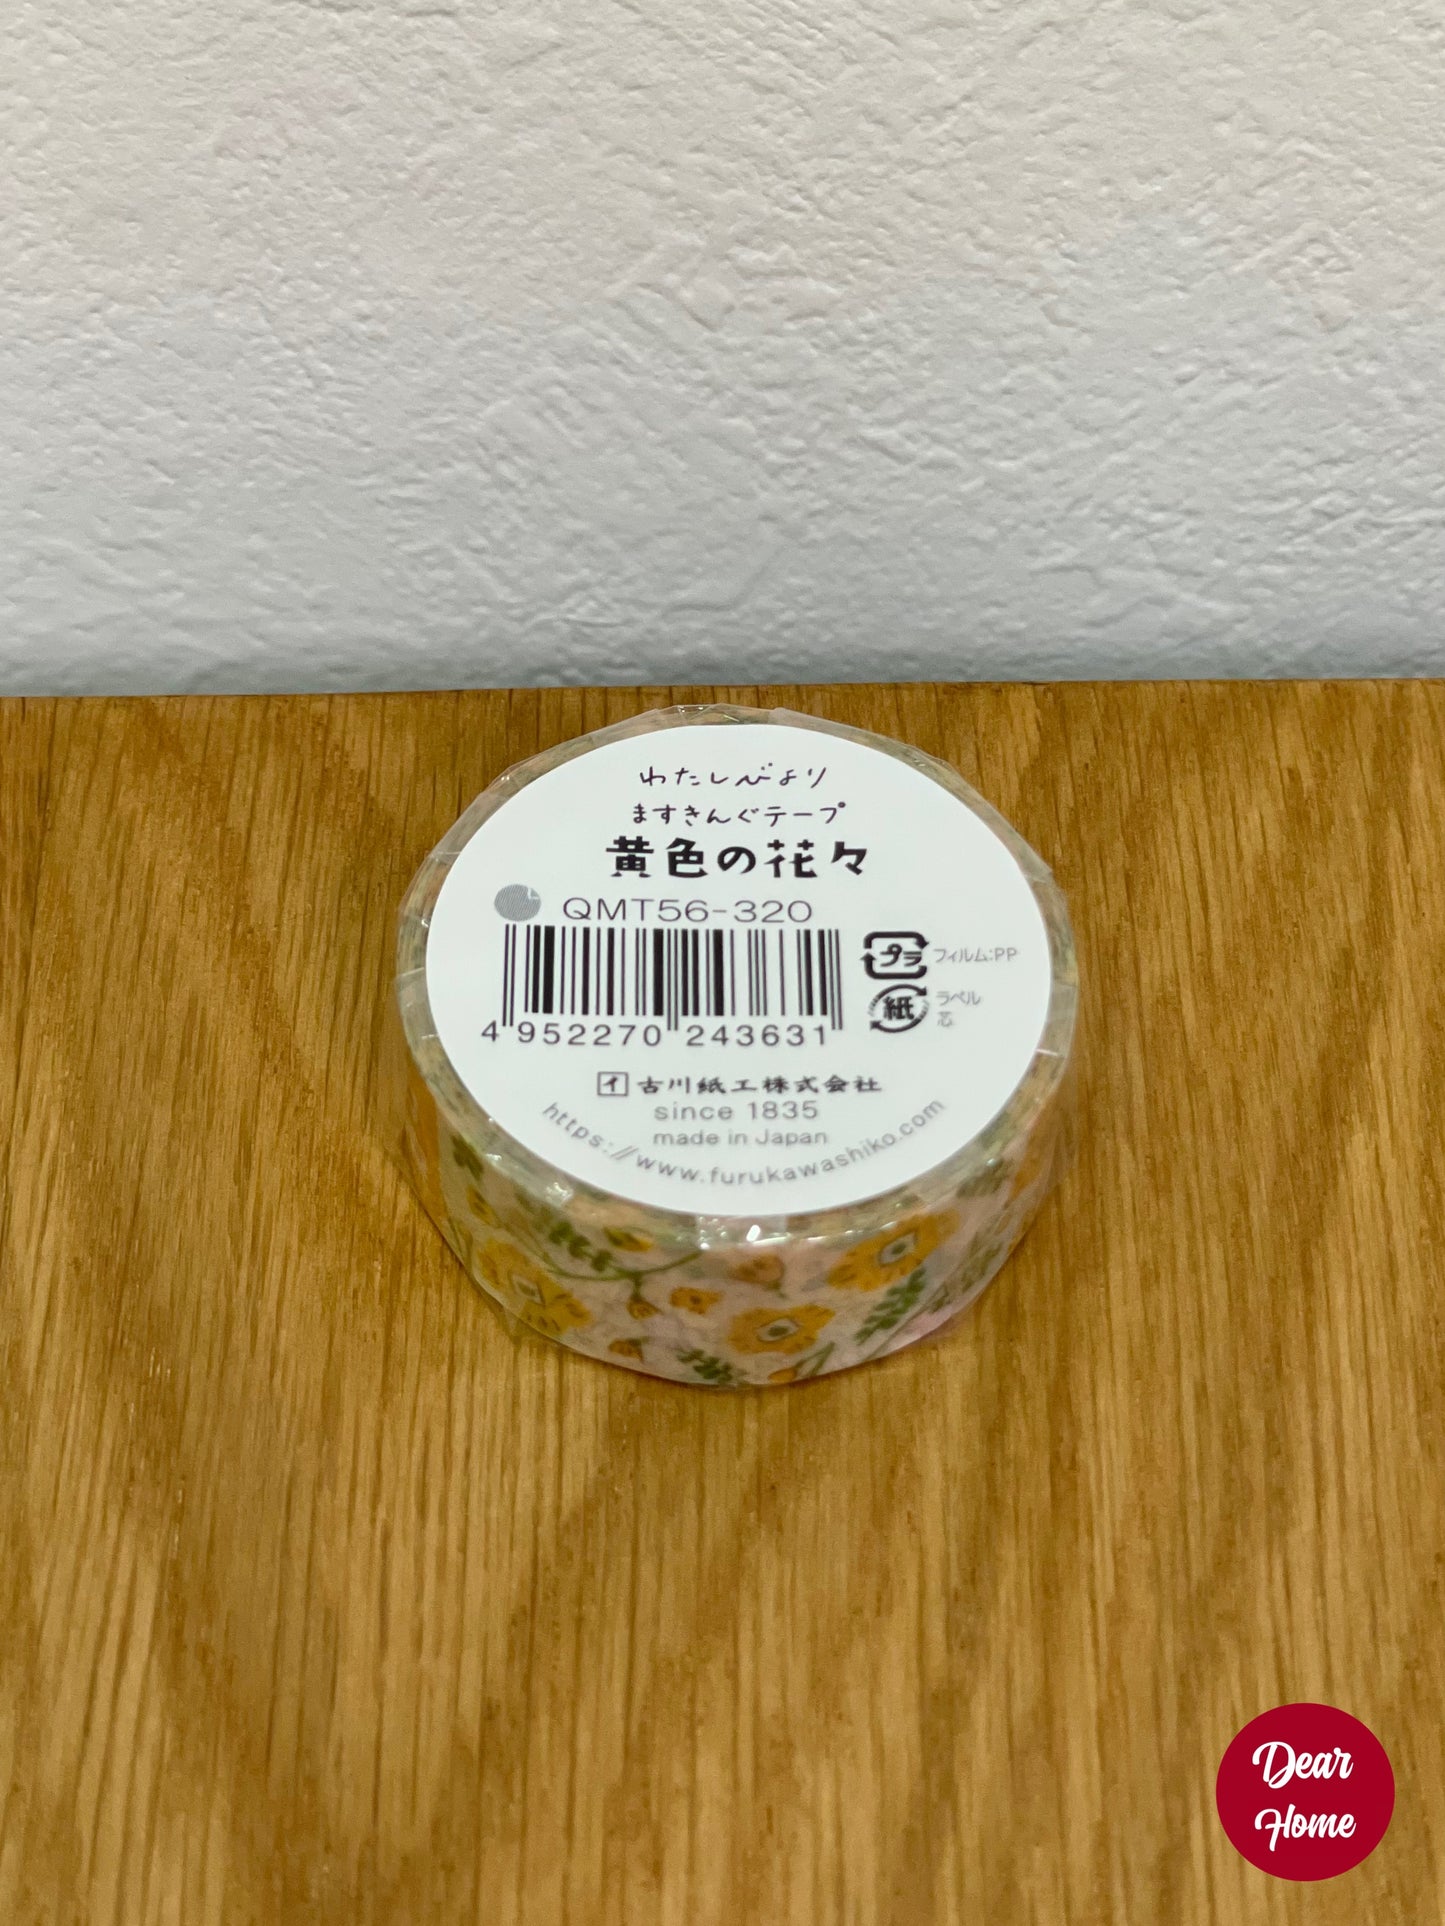 わたしびより
ますきんぐテープ
黄色の花々
QMT56-320
4 952270 243631
プラ フィルム:PP
紙 ラベル
芯
イ 古川紙工株式会社
since 1835
made in Japan
https://www.furukawashiko.com
Dear
Home